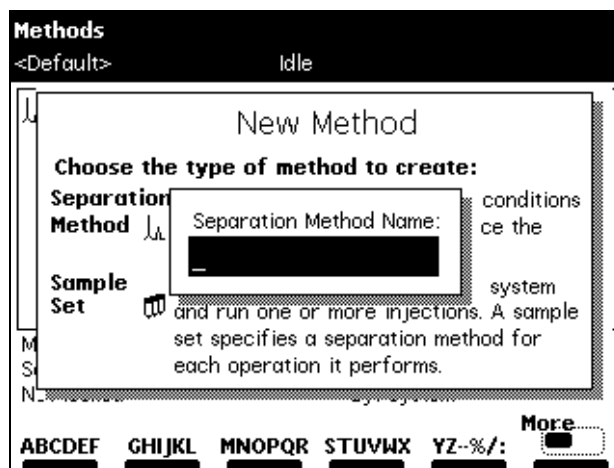 Methods
<Default> Idle
New Method
Choose the type of method to create:
Separation conditions
Method ce the
Separation Method Name:
Sample system
Set and run one or more injections. A sample
set specifies a separation method for
each operation it performs.
More
ABCDEF GHIJKL MNOPQR STUVWX YZ--%/: